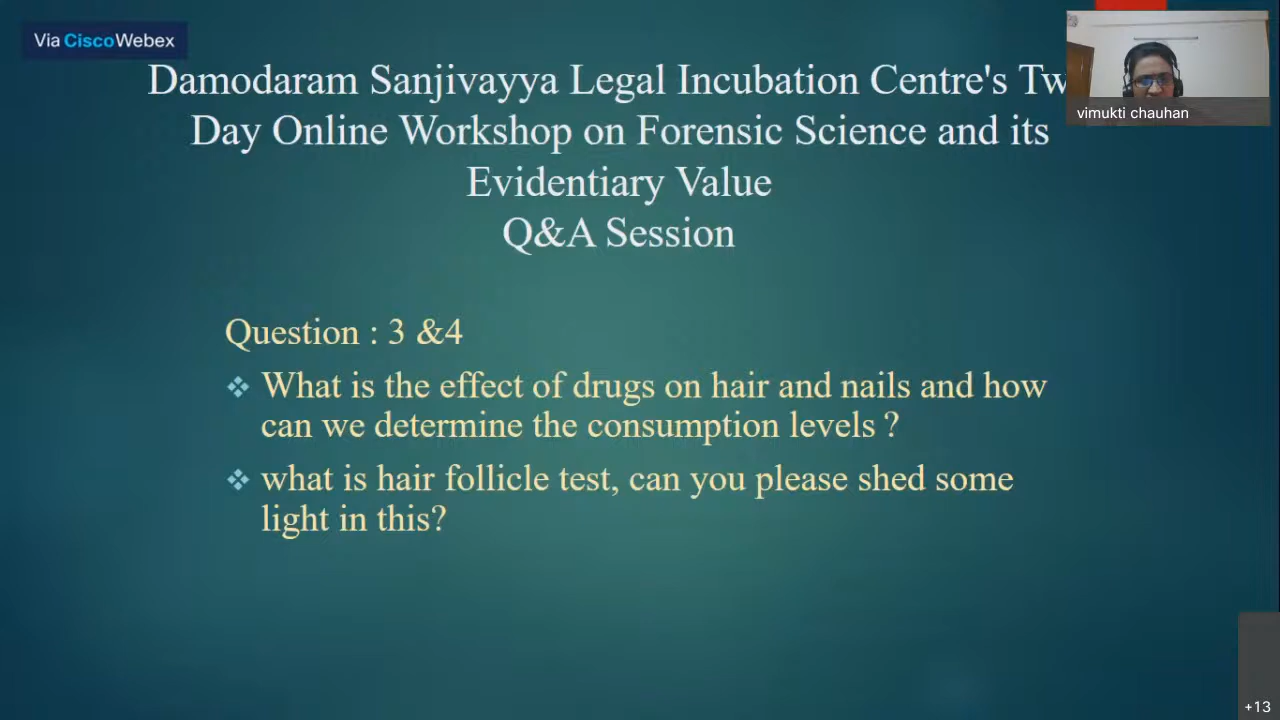 Via CiscoWebex
Damodaram Sanjivayya Legal Incubation Centre's Tw
Day Online Workshop on Forensic Science and its
Evidentiary Value
Q&A Session
vimukti chauhan
Question : 3 &4
What is the effect of drugs on hair and nails and how
can we determine the consumption levels ?
what is hair follicle test, can you please shed some
light in this?
+13